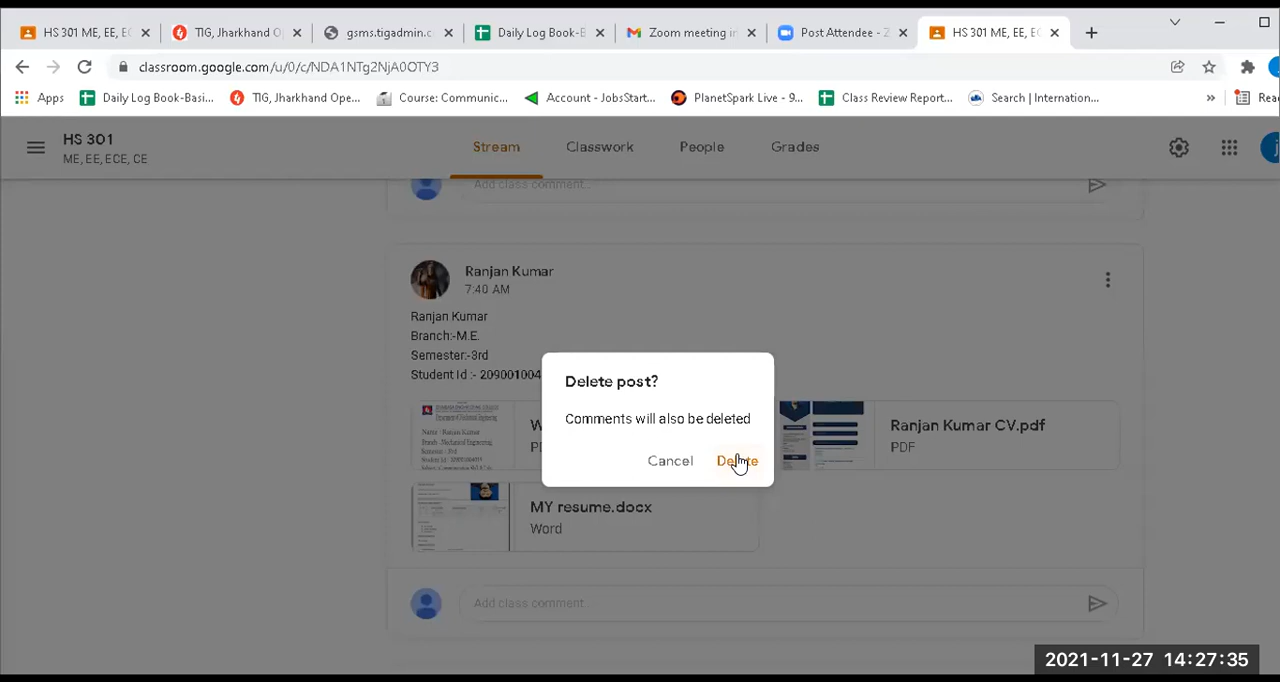 HS 301 ME, EE, EC
TIG, Jharkhand O
gsms.tigadmin.c
Daily Log Book-B
Zoom meeting in
Post Attendee - Z
HS 301 ME, EE, EC
classroom.google.com/u/0/c/NDA1NTg2NjA0OTY3
Apps
Daily Log Book-Basi...
TIG, Jharkhand Ope...
Course: Communic...
Account - JobsStart...
PlanetSpark Live - 9...
Class Review Report...
Search | Internation...
»
Rea
HS 301
ME, EE, ECE, CE
Stream
Classwork
People
Grades
j
Add class comment...
Ranjan Kumar
7:40 AM
Ranjan Kumar
Branch:-M.E.
Semester:-3rd
Student Id :- 209001004
Delete post?
Comments will also be deleted
Cancel
Delete
PD
Ranjan Kumar CV.pdf
PDF
MY resume.docx
Word
Add class comment...
2021-11-27 14:27:35